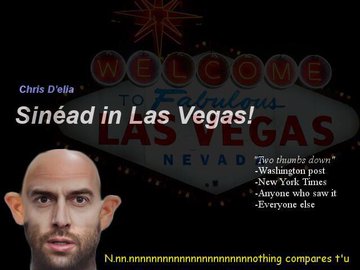 WELCOME
TO Fabulous
LAS VEGAS
NEVADA
Chris D'elia
Sinéad in Las Vegas!
"Two thumbs down"
-Washington post
-New York Times
-Anyone who saw it
-Everyone else
N.nn.nnnnnnnnnnnnnnnnnnnnnnnothing compares t'u